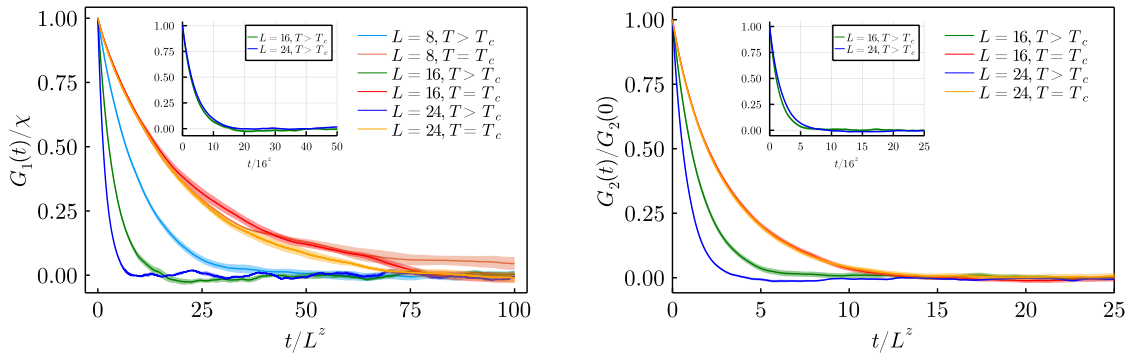 G₁(t)/χ
1.00
0.75
0.50
0.25
0.00
0 25 50 75 100
t/L^z
L = 8, T > T_c
L = 8, T = T_c
L = 16, T > T_c
L = 16, T = T_c
L = 24, T > T_c
L = 24, T = T_c
1.00
0.75
0.50
0.25
0.00
0 10 20 30 40 50
t/16^z
L = 16, T > T_c
L = 24, T > T_c
G₂(t)/G₂(0)
1.00
0.75
0.50
0.25
0.00
0 5 10 15 20 25
t/L^z
L = 16, T > T_c
L = 16, T = T_c
L = 24, T > T_c
L = 24, T = T_c
1.00
0.75
0.50
0.25
0.00
0 5 10 15 20 25
t/16^z
L = 16, T > T_c
L = 24, T > T_c